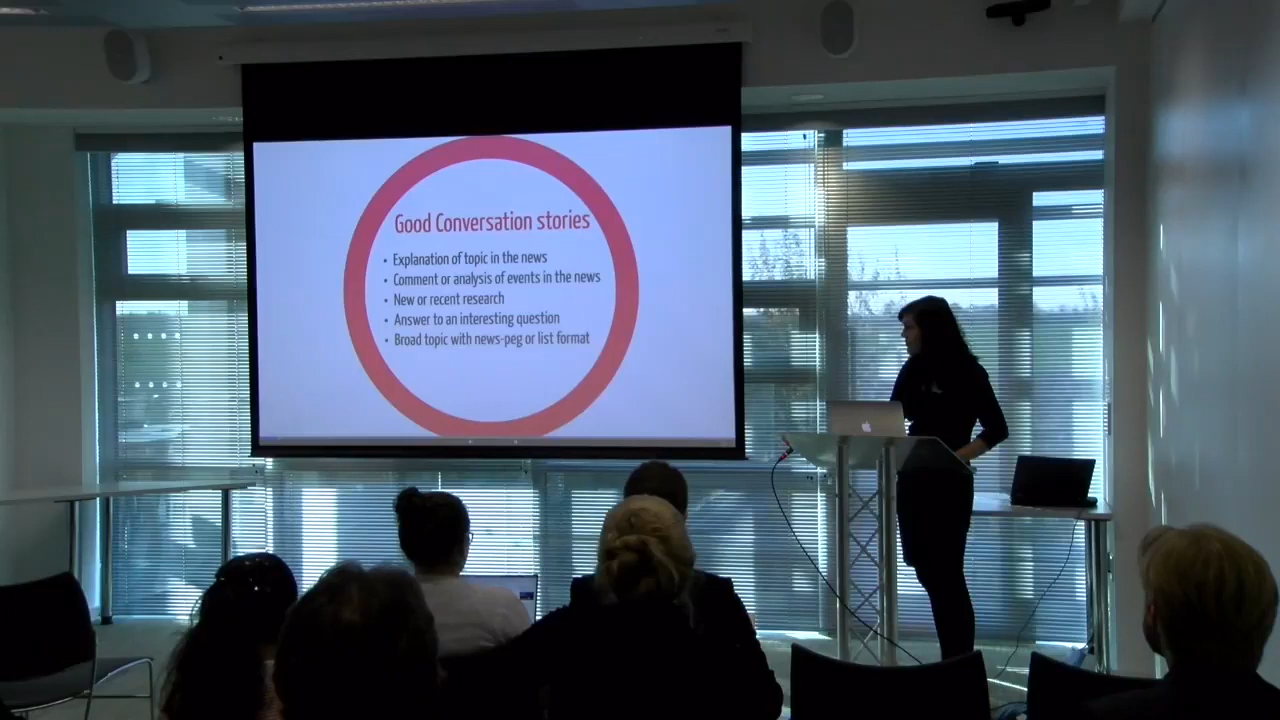 Good Conversation stories
• Explanation of topic in the news
• Comment or analysis of events in the news
• New or recent research
• Answer to an interesting question
• Broad topic with news-peg or list format